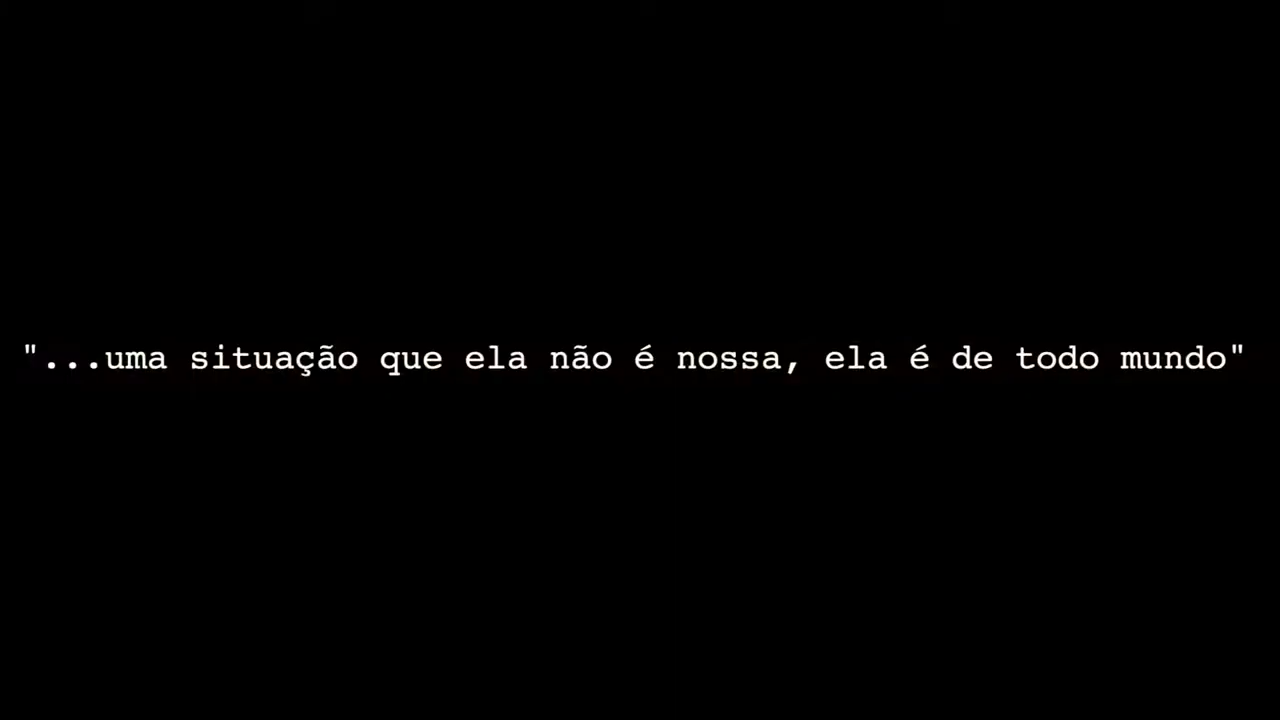 "...uma situação que ela não é nossa, ela é de todo mundo"